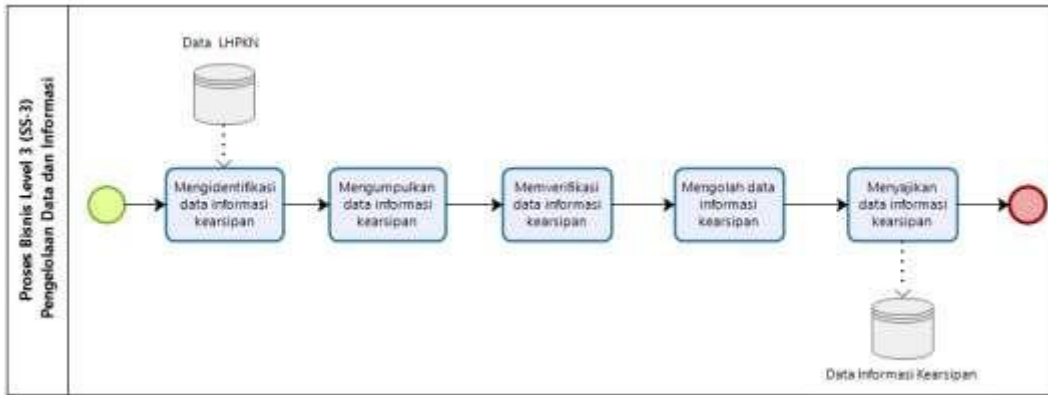 Proses Bisnis Level 3 (SS-3)
Pengelolaan Data dan Informasi
Data LHPKN
Mengidentifikasi
data informasi
kearsipan
Mengumpulkan
data informasi
kearsipan
Memverifikasi
data informasi
kearsipan
Mengolah data
informasi
kearsipan
Menyajikan
data informasi
kearsipan
Data Informasi Kearsipan